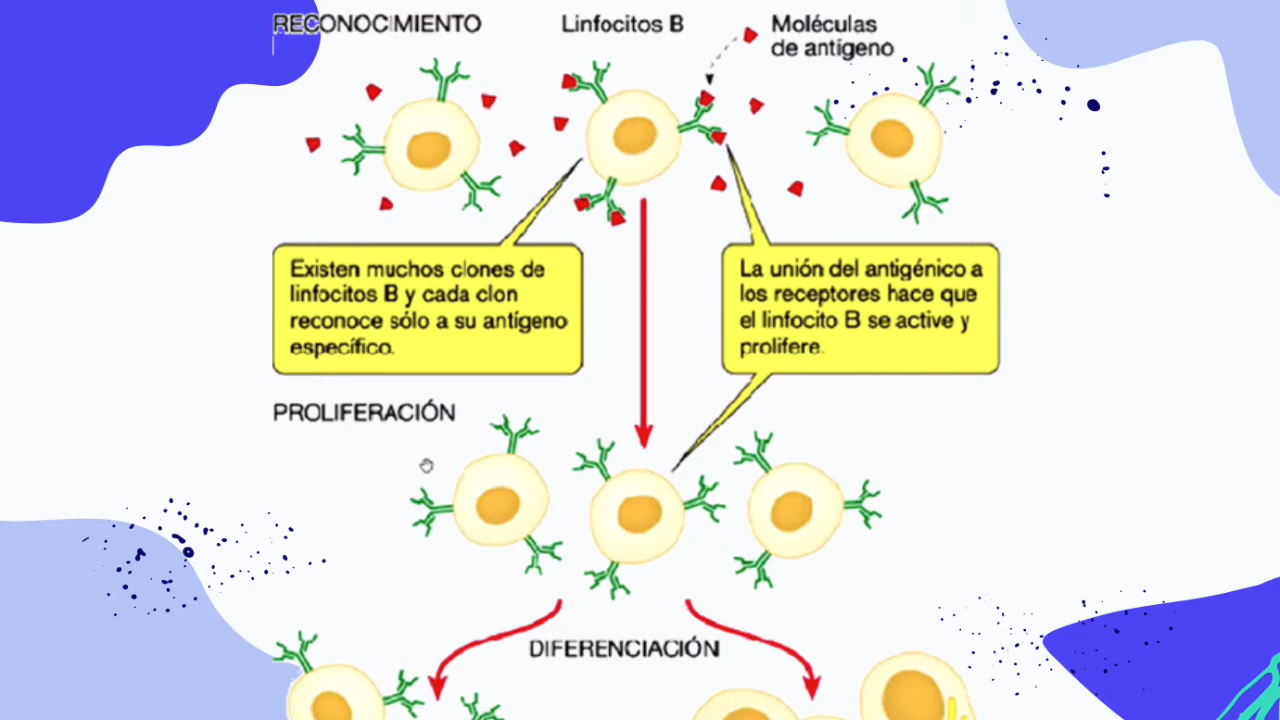 RECONOCIMIENTO
Linfocitos B
Moléculas
de antígeno
Existen muchos clones de
linfocitos B y cada clon
reconoce sólo a su antígeno
específico.
La unión del antigénico a
los receptores hace que
el linfocito B se active y
prolifere.
PROLIFERACIÓN
DIFERENCIACIÓN